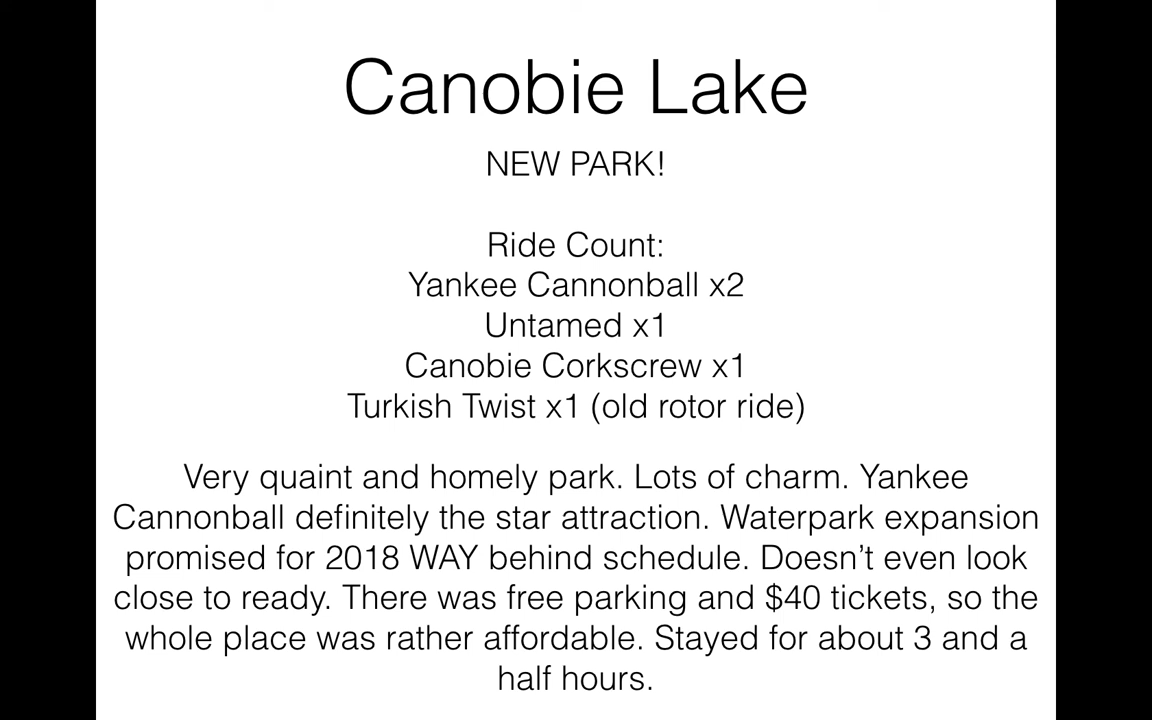 Canobie Lake
NEW PARK!
Ride Count:
Yankee Cannonball x2
Untamed x1
Canobie Corkscrew x1
Turkish Twist x1 (old rotor ride)
Very quaint and homely park. Lots of charm. Yankee
Cannonball definitely the star attraction. Waterpark expansion
promised for 2018 WAY behind schedule. Doesn’t even look
close to ready. There was free parking and $40 tickets, so the
whole place was rather affordable. Stayed for about 3 and a
half hours.